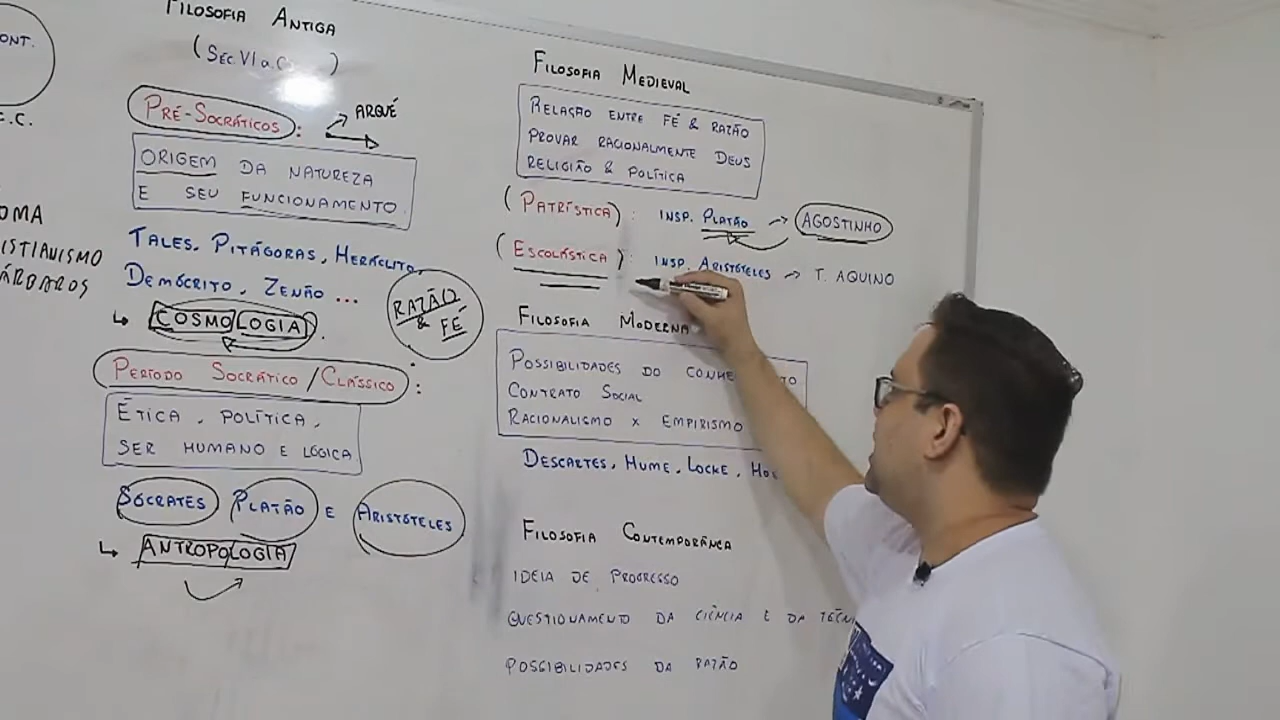 ONT.
C.C.
OMA
ISTIANISMO
ÁRBAROS
FILOSOFIA ANTIGA
(SÉC. VI a.C )
PRÉ-SOCRÁTICOS: ARQUÉ
ORIGEM DA NATUREZA
E SEU FUNCIONAMENTO.
TALES, PITÁGORAS, HERÁCLITO,
DEMÓCRITO, ZENÃO ...
COSMOLOGIA
RAZÃO
& FÉ
PERÍODO SOCRÁTICO/CLÁSSICO:
ÉTICA, POLÍTICA,
SER HUMANO E LÓGICA
SÓCRATES PLATÃO E ARISTÓTELES
ANTROPOLOGIA
FILOSOFIA MEDIEVAL
RELAÇÃO ENTRE FÉ & RAZÃO
PROVAR RACIONALMENTE DEUS
RELIGIÃO & POLÍTICA
(PATRÍSTICA): INSP. PLATÃO → AGOSTINHO
(ESCOLÁSTICA): INSP. ARISTÓTELES → T. AQUINO
FILOSOFIA MODERNA
POSSIBILIDADES DO CONHE TO
CONTRATO SOCIAL
RACIONALISMO X EMPIRISMO
DESCARTES, HUME, LOCKE, HO
FILOSOFIA CONTEMPORÂNEA
IDEIA DE PROGRESSO
QUESTIONAMENTO DA CIÊNCIA E DA TÉCNI
POSSIBILIDADES DA RAZÃO